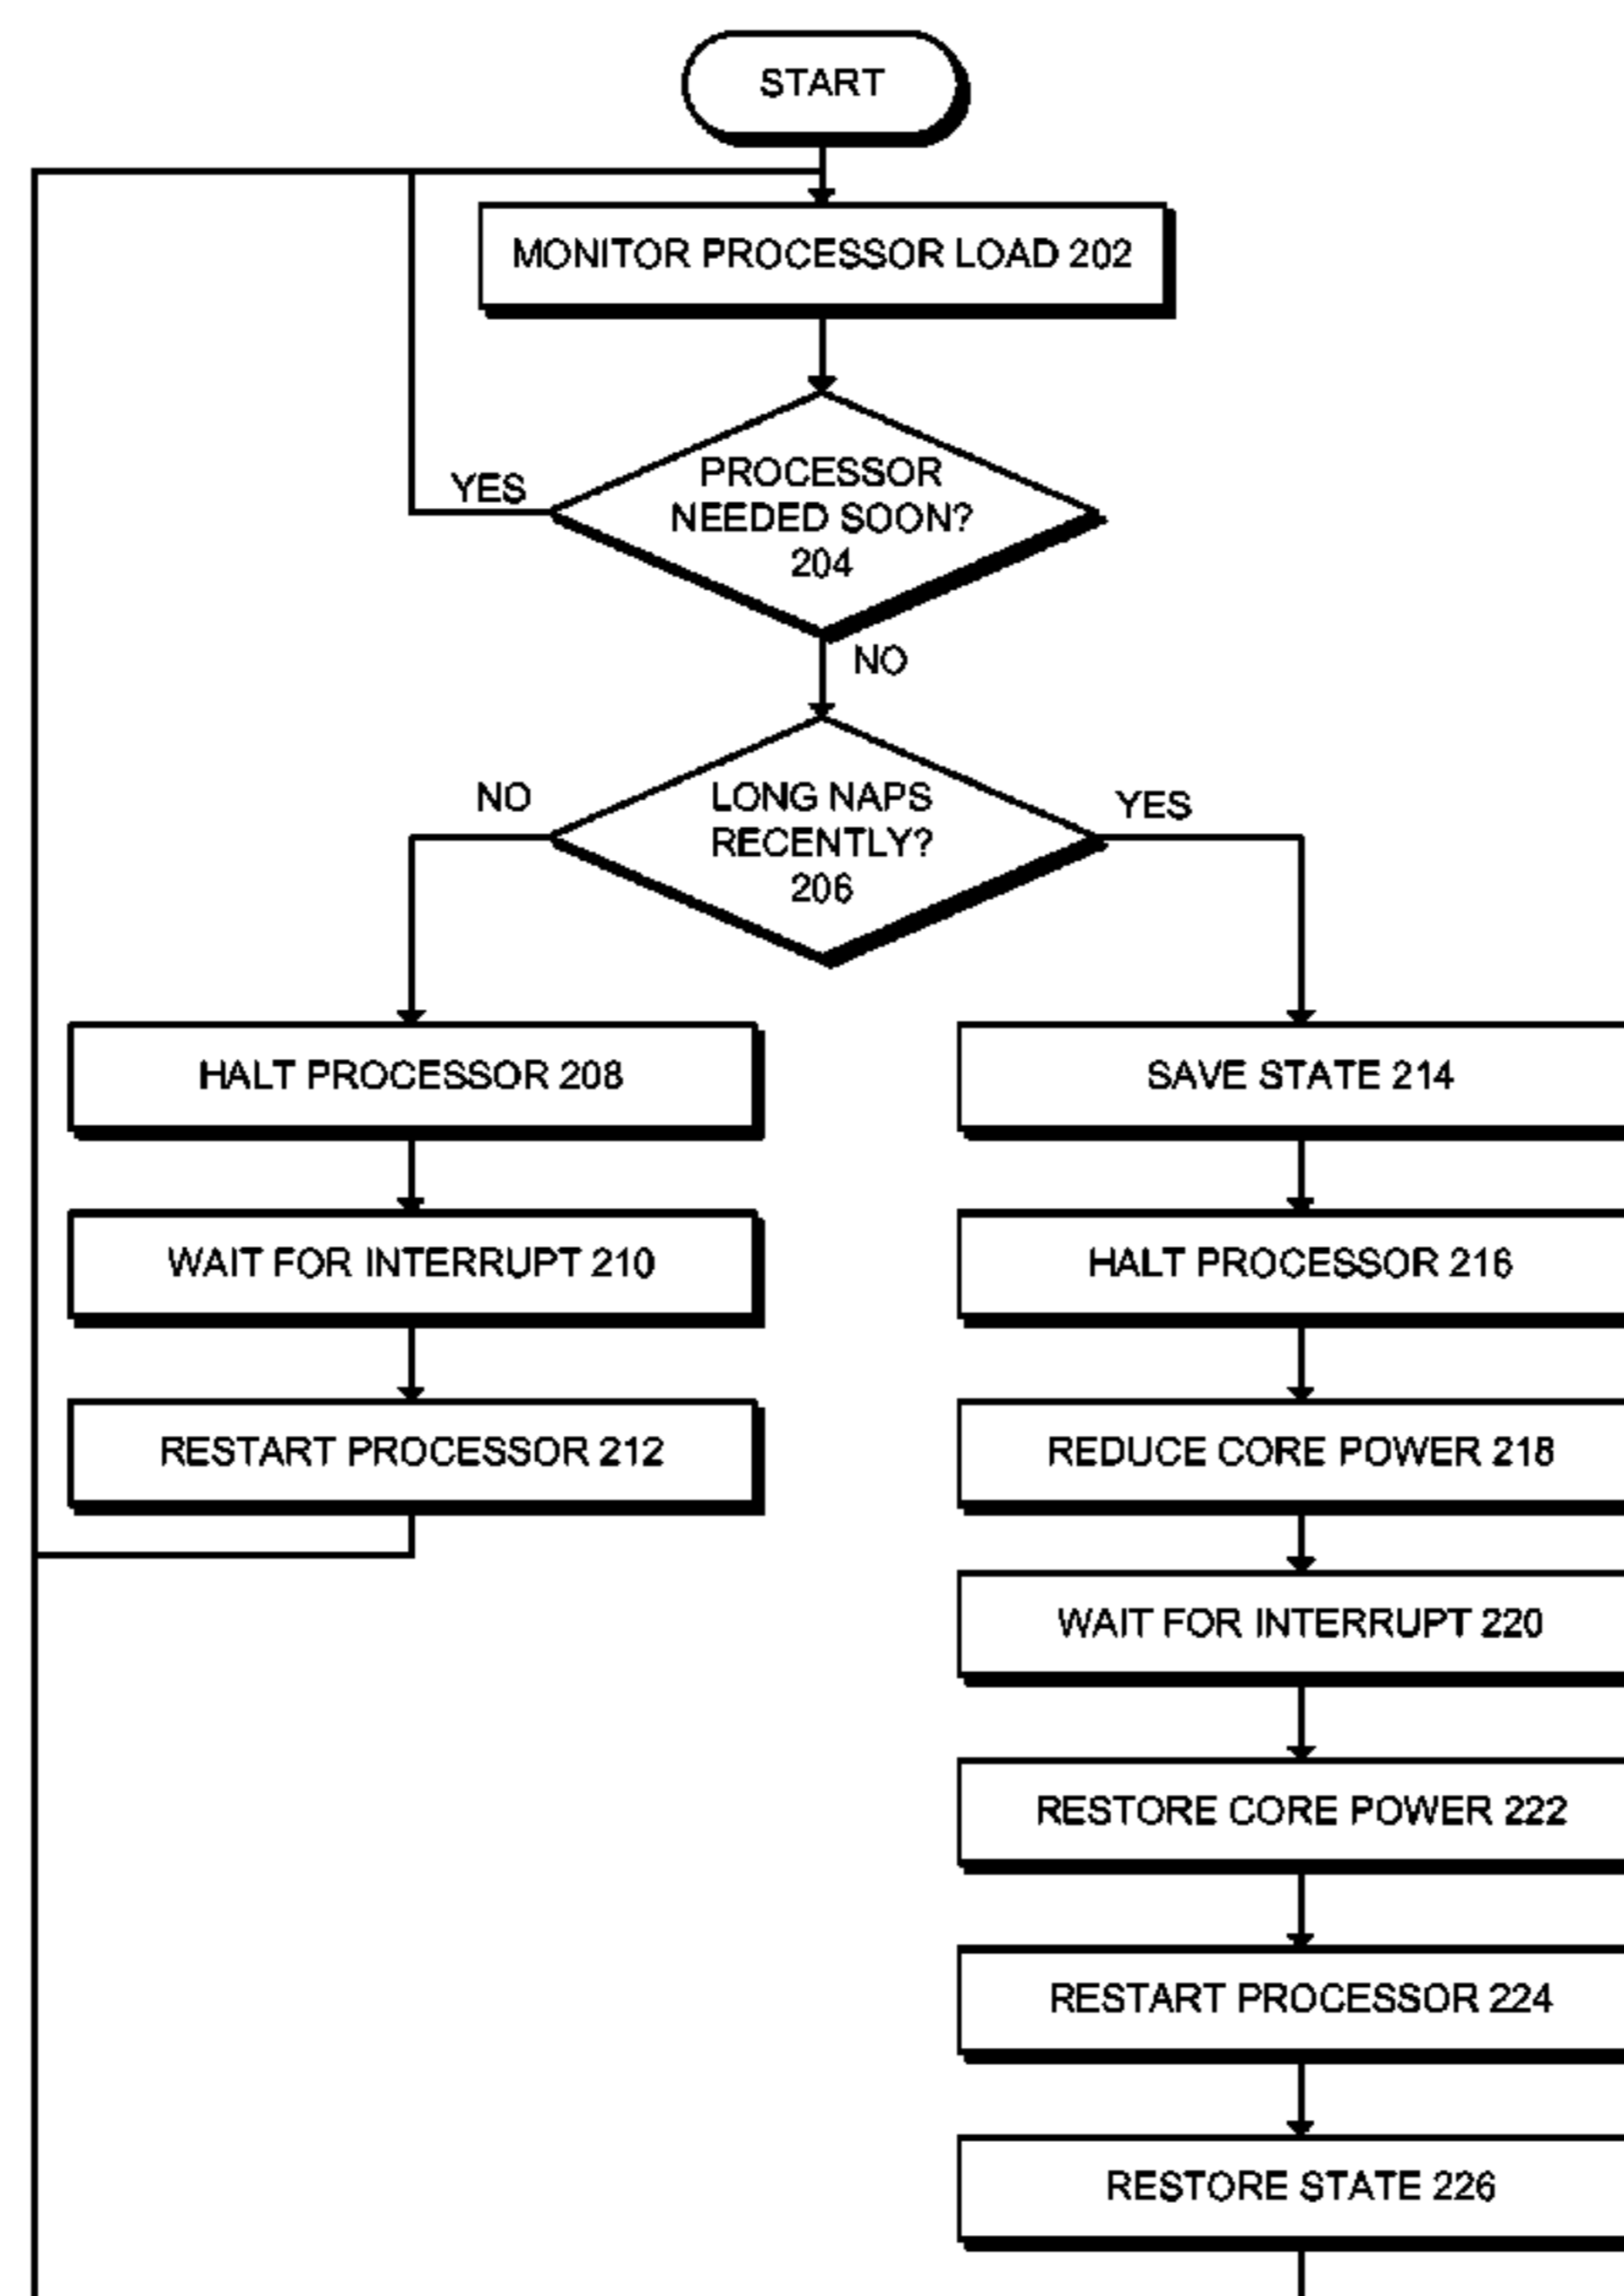 START
MONITOR PROCESSOR LOAD 202
YES
PROCESSOR
NEEDED SOON?
204
NO
NO
LONG NAPS
RECENTLY?
206
YES
HALT PROCESSOR 208
WAIT FOR INTERRUPT 210
RESTART PROCESSOR 212
SAVE STATE 214
HALT PROCESSOR 216
REDUCE CORE POWER 218
WAIT FOR INTERRUPT 220
RESTORE CORE POWER 222
RESTART PROCESSOR 224
RESTORE STATE 226